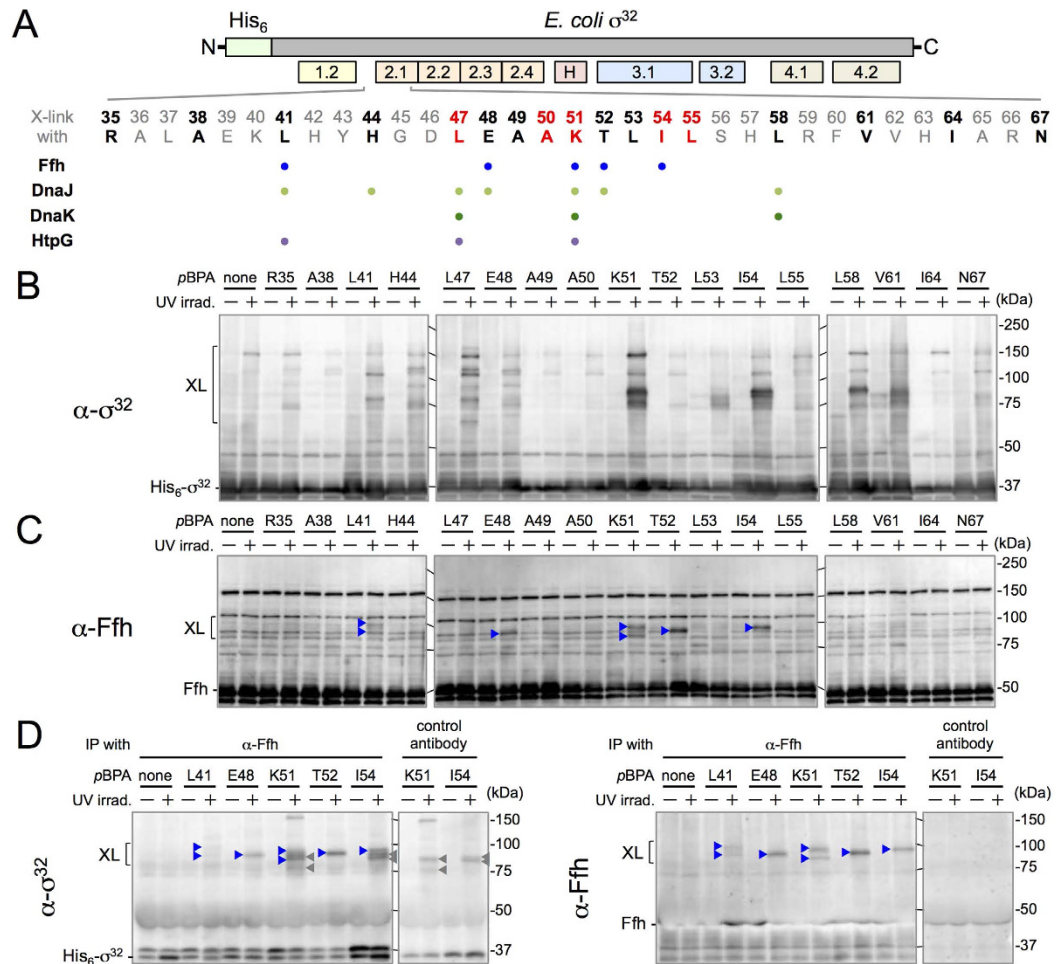 A
His6
E. coli σ32
N
C
1.2 2.1 2.2 2.3 2.4 H 3.1 3.2 4.1 4.2
X-link 35 36 37 38 39 40 41 42 43 44 45 46 47 48 49 50 51 52 53 54 55 56 57 58 59 60 61 62 63 64 65 66 67
with R A L A E K L H Y H G D L E A A K T L I L S H L R F V V H I A R N
Ffh
DnaJ
DnaK
HtpG
B
pBPA none R35 A38 L41 H44 L47 E48 A49 A50 K51 T52 L53 I54 L55 L58 V61 I64 N67
UV irrad. − + − + − + − + − + − + − + − + − + − + − + − + − + − + − + − + − + − + (kDa)
-250
-150
-100
-75
-50
-37
XL
α-σ32
His6-σ32
C
pBPA none R35 A38 L41 H44 L47 E48 A49 A50 K51 T52 L53 I54 L55 L58 V61 I64 N67
UV irrad. − + − + − + − + − + − + − + − + − + − + − + − + − + − + − + − + − + − + (kDa)
-250
-150
-100
-75
-50
XL
α-Ffh
Ffh
D
IP with α-Ffh control antibody
pBPA none L41 E48 K51 T52 I54 K51 I54
UV irrad. − + − + − + − + − + − + − + − + (kDa)
-150
-100
-75
-50
-37
XL
α-σ32
His6-σ32
IP with α-Ffh control antibody
pBPA none L41 E48 K51 T52 I54 K51 I54
UV irrad. − + − + − + − + − + − + − + − + (kDa)
-150
-100
-75
-50
-37
XL
α-Ffh
Ffh